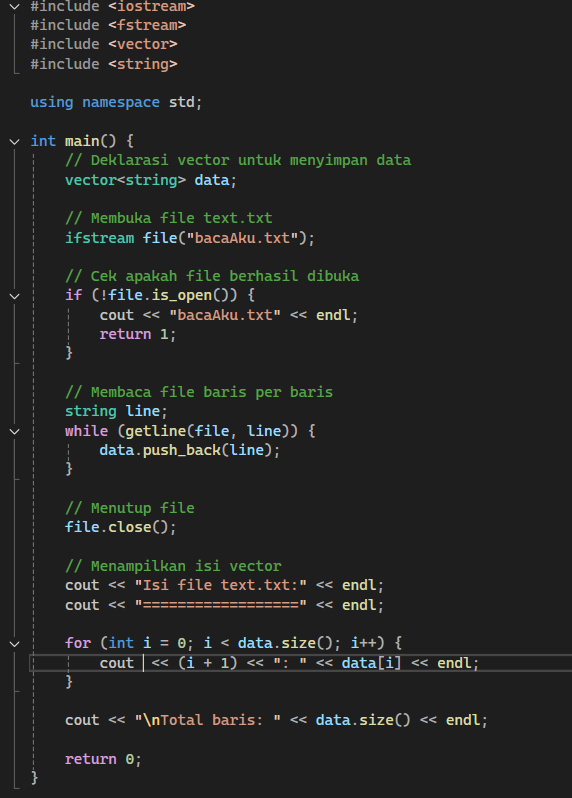 #include <iostream>
#include <fstream>
#include <vector>
#include <string>
using namespace std;
int main() {
// Deklarasi vector untuk menyimpan data
vector<string> data;
// Membuka file text.txt
ifstream file("bacaAku.txt");
// Cek apakah file berhasil dibuka
if (!file.is_open()) {
cout << "bacaAku.txt" << endl;
return 1;
}
// Membaca file baris per baris
string line;
while (getline(file, line)) {
data.push_back(line);
}
// Menutup file
file.close();
// Menampilkan isi vector
cout << "Isi file text.txt:" << endl;
cout << "==================" << endl;
for (int i = 0; i < data.size(); i++) {
cout << (i + 1) << ": " << data[i] << endl;
}
cout << "\nTotal baris: " << data.size() << endl;
return 0;
}